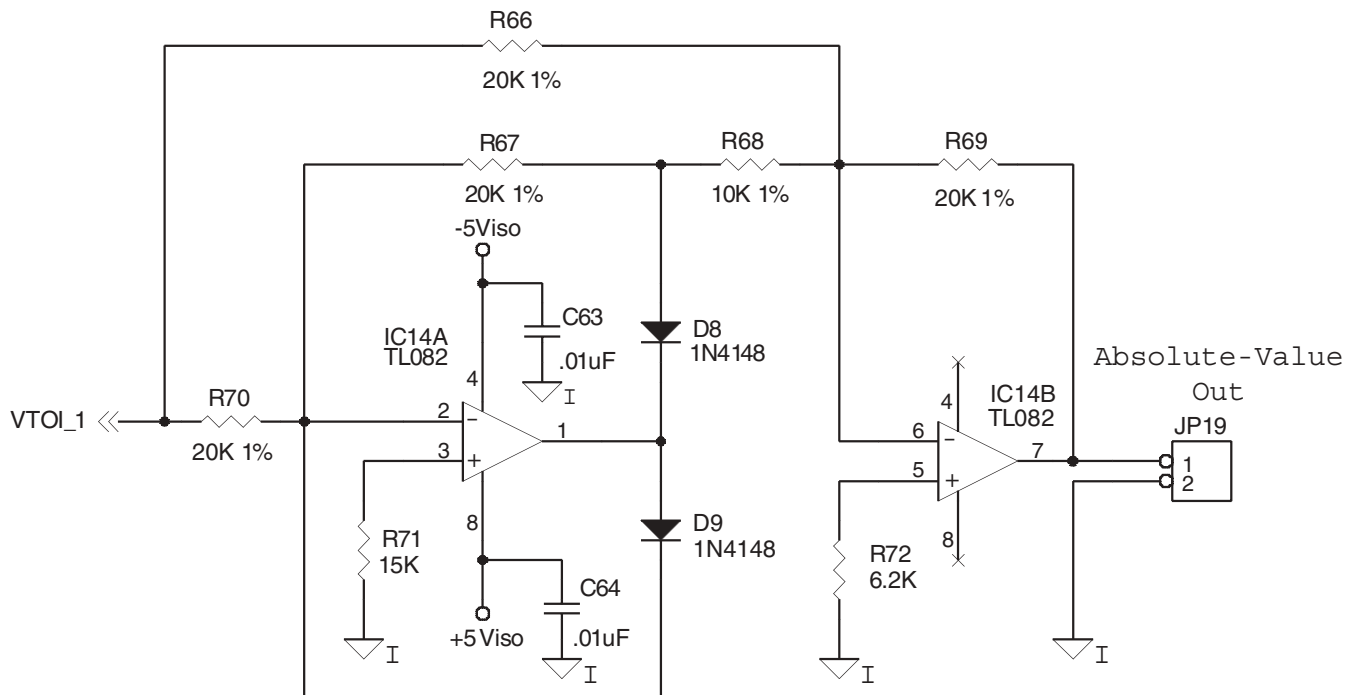 R66
20K 1%
R67
20K 1%
R68
10K 1%
R69
20K 1%
-5Viso
C63
.01uF
I
IC14A
TL082
4
D8
1N4148
Absolute-Value
Out
IC14B
TL082
4
JP19
VTOI_1
R70
20K 1%
2
-
1
3
+
6
-
7
5
+
1
2
8
R71
15K
I
D9
1N4148
8
R72
6.2K
I
I
C64
.01uF
I
+5Viso